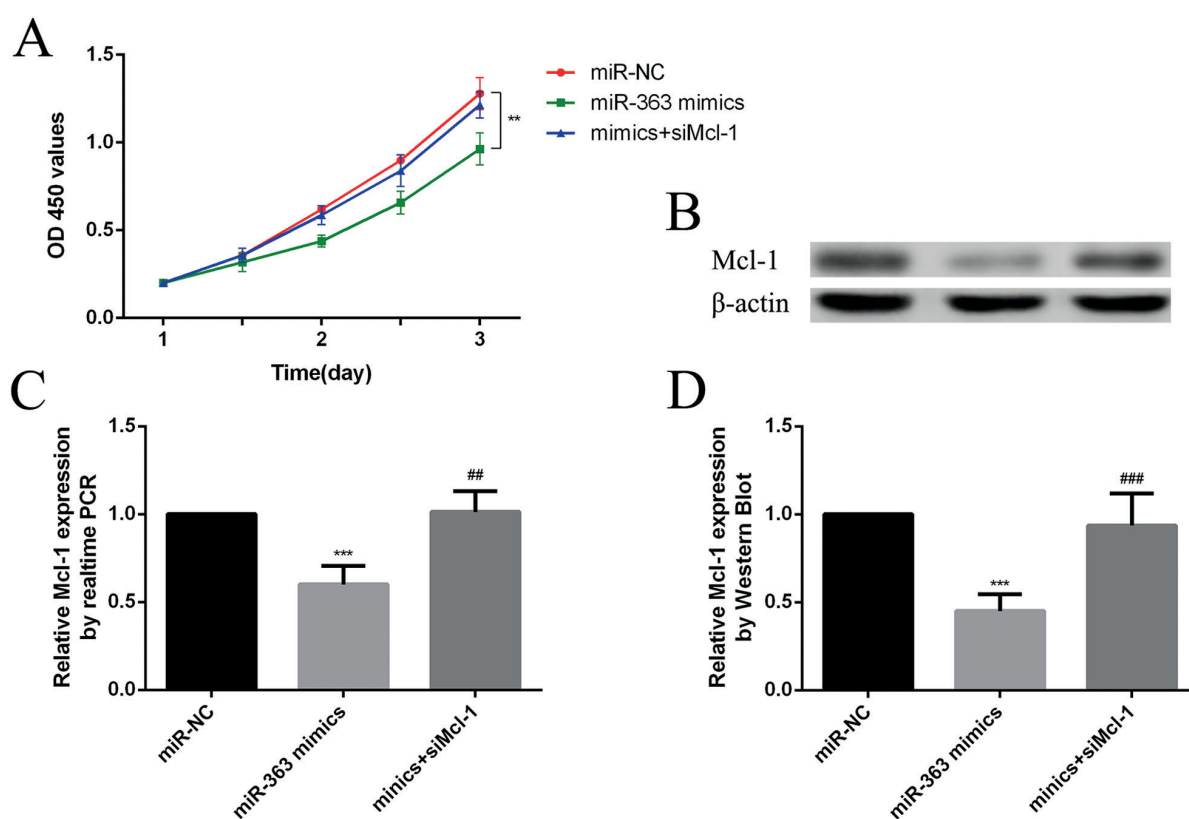 A
1.5
1.0
0.5
0.0
OD 450 values
1
2
3
Time(day)
**
miR-NC
miR-363 mimics
mimics+siMcl-1
B
Mcl-1
β-actin
C
1.5
1.0
0.5
0.0
Relative Mcl-1 expression
by realtime PCR
***
##
miR-NC
miR-363 mimics
minics+siMcl-1
D
1.5
1.0
0.5
0.0
Relative Mcl-1 expression
by Western Blot
***
###
miR-NC
miR-363 mimics
minics+siMcl-1